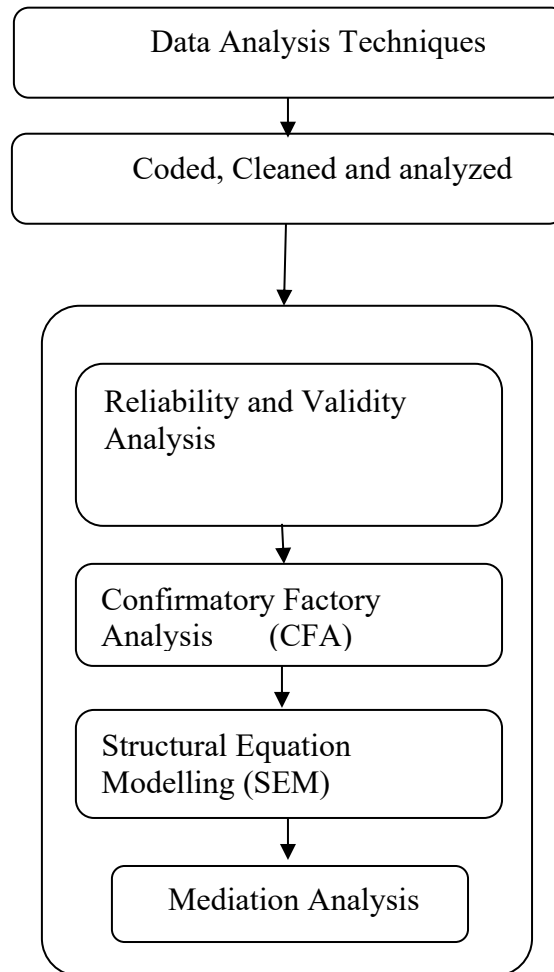 Data Analysis Techniques
Coded, Cleaned and analyzed
Reliability and Validity
Analysis
Confirmatory Factory
Analysis (CFA)
Structural Equation
Modelling (SEM)
Mediation Analysis